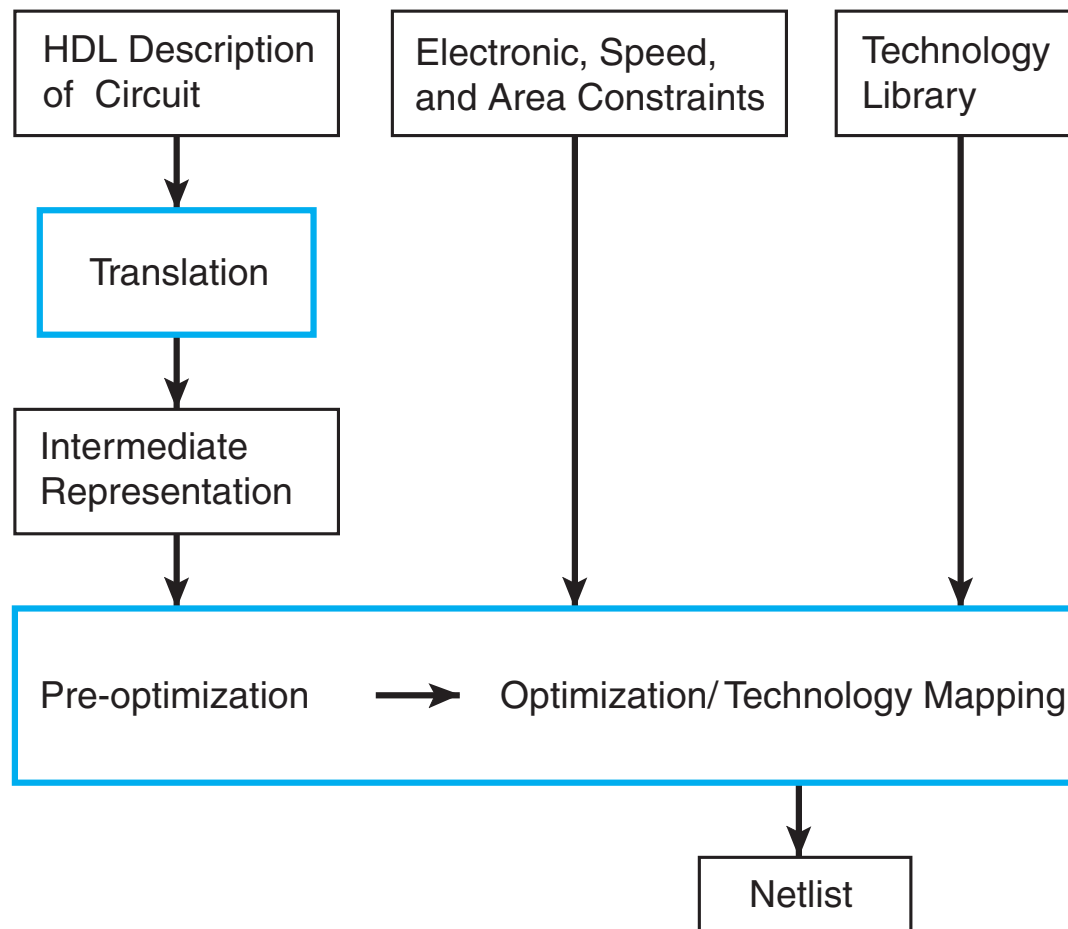 HDL Description
of Circuit
Electronic, Speed,
and Area Constraints
Technology
Library
Translation
Intermediate
Representation
Pre-optimization
Optimization/ Technology Mapping
Netlist